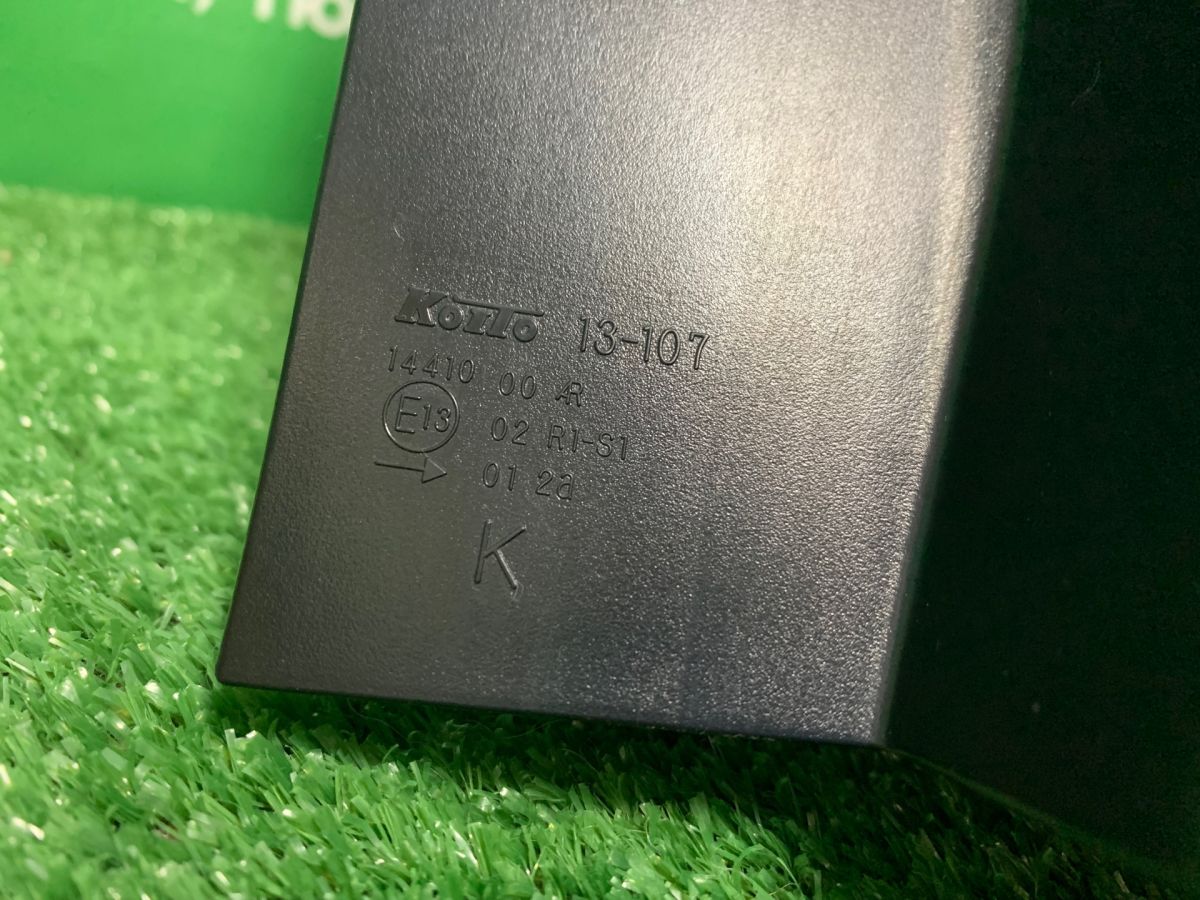 KOITO 13-107
14410 00 AR
E13 02 R1-S1
→ 01 2a
K